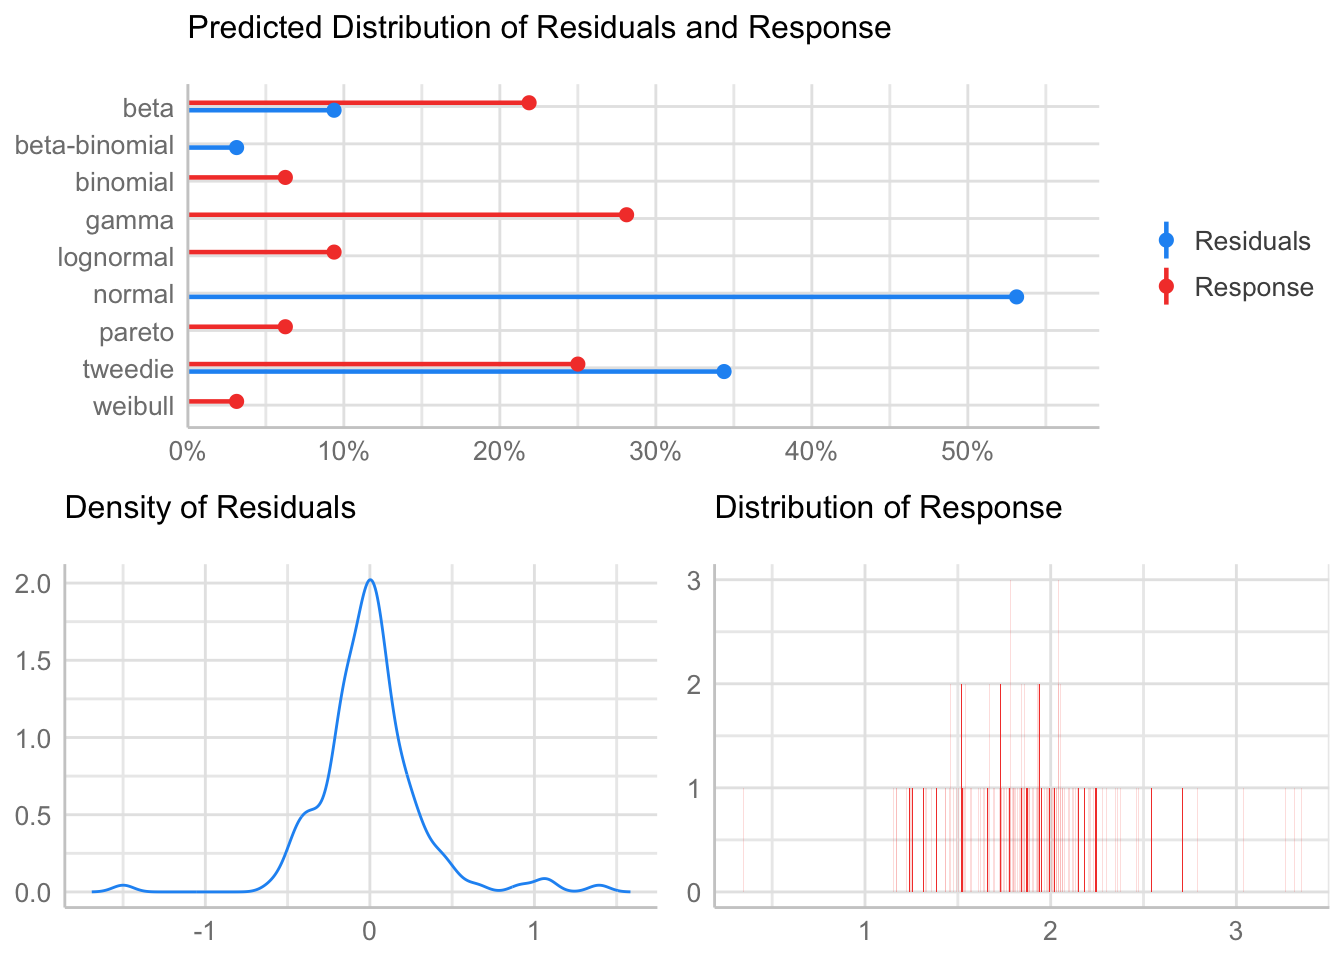 Predicted Distribution of Residuals and Response
beta
beta-binomial
binomial
gamma
lognormal
normal
pareto
tweedie
weibull
0% 10% 20% 30% 40% 50%
Residuals
Response
Density of Residuals
2.0
1.5
1.0
0.5
0.0
-1 0 1
Distribution of Response
3
2
1
0
1 2 3